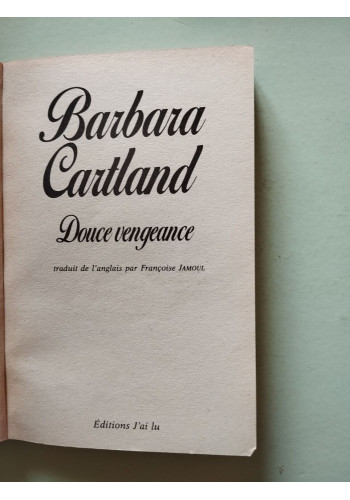 Barbara
Cartland
Douce vengeance
traduit de l'anglais par Françoise JAMOUL
Éditions J'ai lu